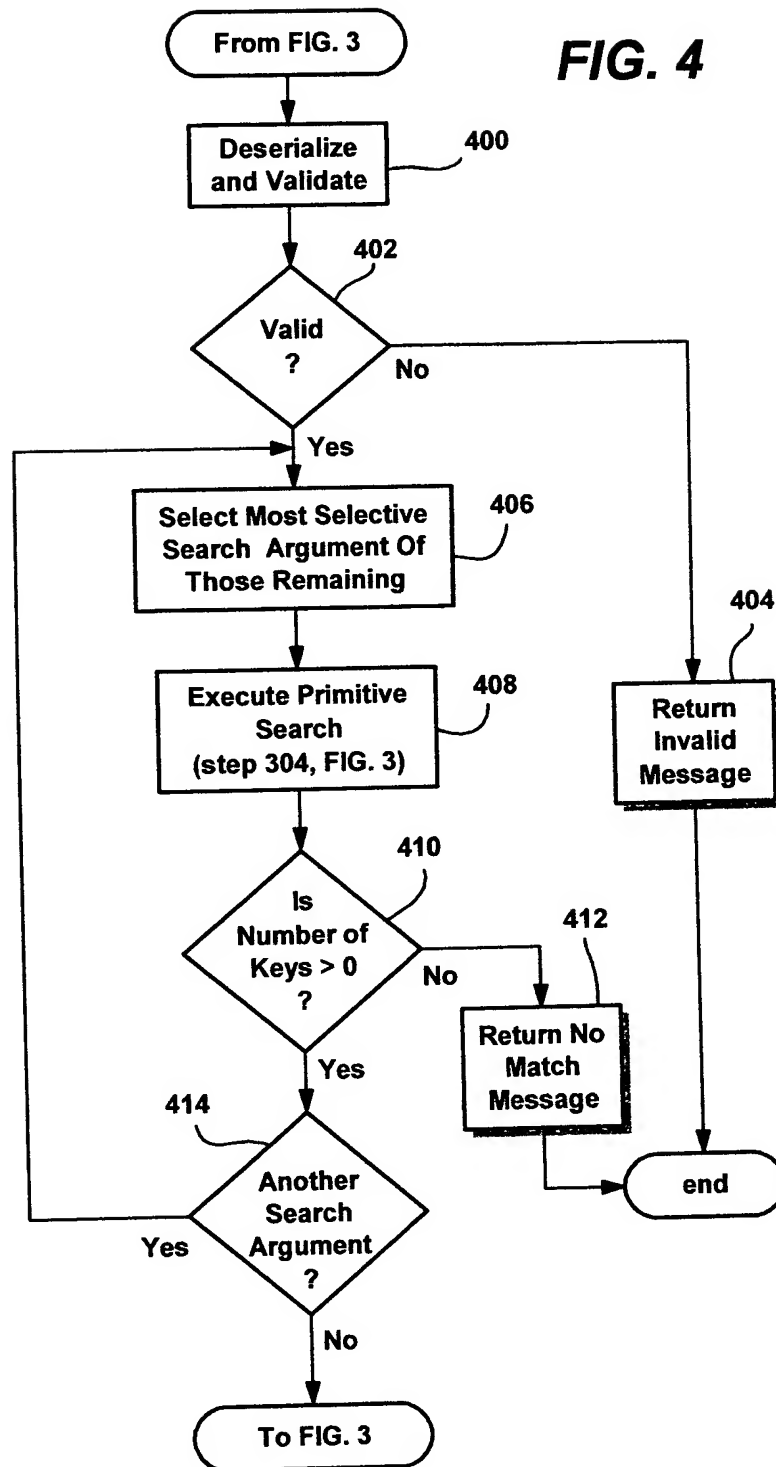 From FIG. 3
FIG. 4
Deserialize
and Validate
400
402
Valid
?
No
Yes
Select Most Selective
Search Argument Of
Those Remaining
406
404
Execute Primitive
Search
(step 304, FIG. 3)
408
Return
Invalid
Message
410
Is
Number of
Keys > 0
?
No
412
Return No
Match
Message
Yes
414
Another
Search
Argument
?
Yes
end
No
To FIG. 3